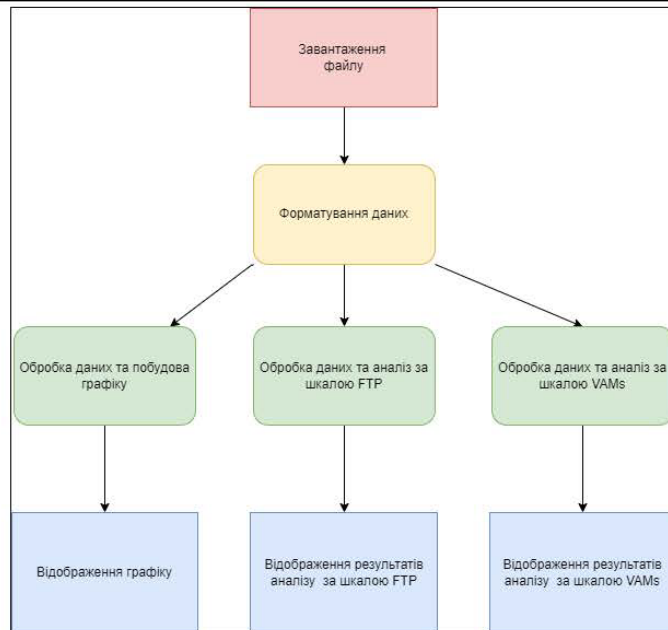 Завантаження
файлу
Форматування даних
Обробка даних та побудова
графіку
Обробка даних та аналіз за
шкалою FTP
Обробка даних та аналіз за
шкалою VAMs
Відображення графіку
Відображення результатів
аналізу за шкалою FTP
Відображення результатів
аналізу за шкалою VAMs